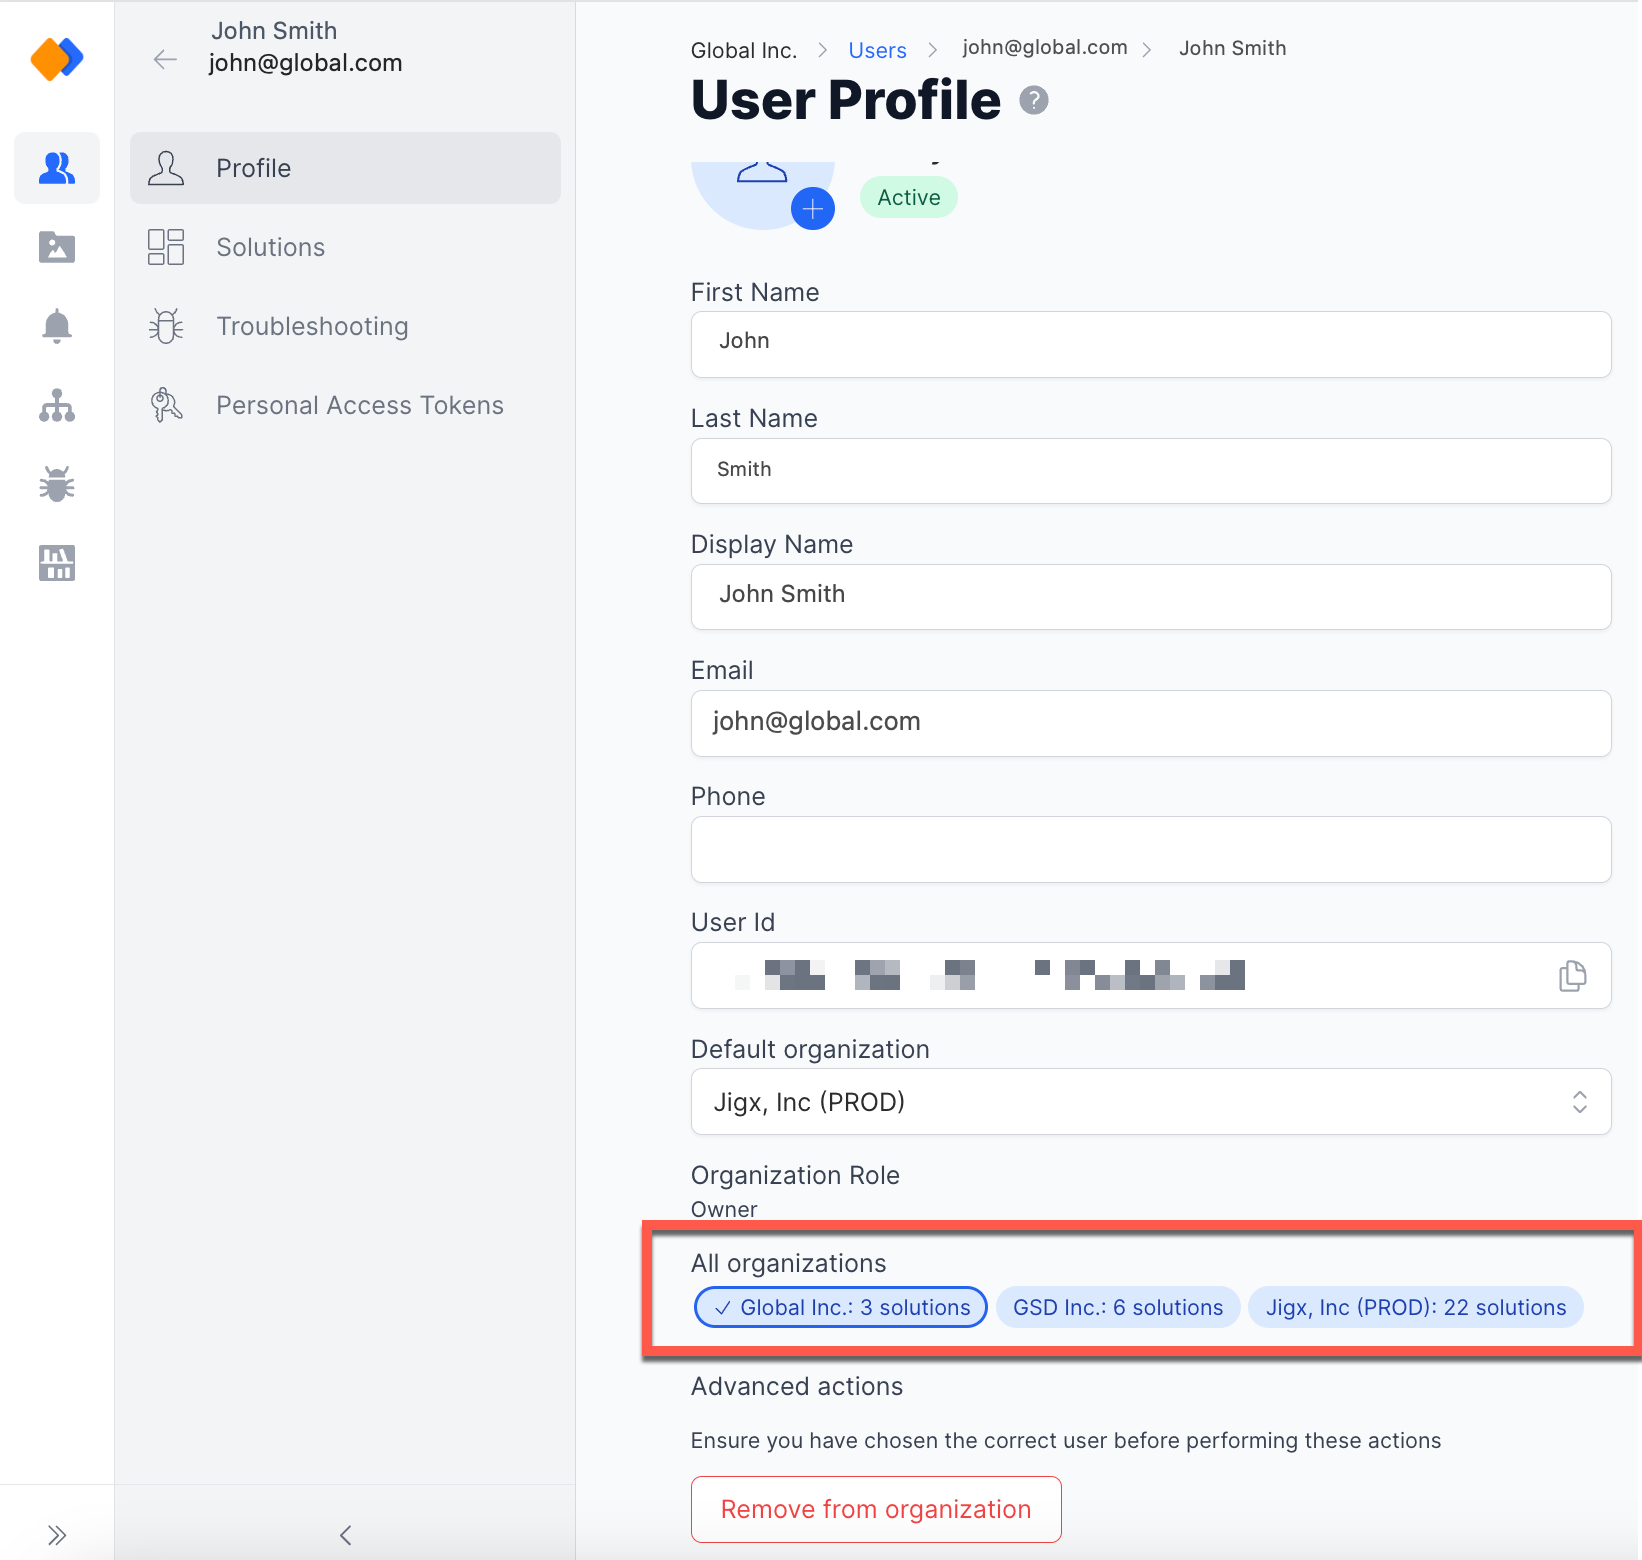 John Smith
john@global.com
Profile
Solutions
Troubleshooting
Personal Access Tokens
Global Inc. > Users > john@global.com > John Smith
User Profile ?
Active
First Name
John
Last Name
Smith
Display Name
John Smith
Email
john@global.com
Phone
User Id
Default organization
Jigx, Inc (PROD)
Organization Role
Owner
All organizations
✓ Global Inc.: 3 solutions GSD Inc.: 6 solutions Jigx, Inc (PROD): 22 solutions
Advanced actions
Ensure you have chosen the correct user before performing these actions
Remove from organization